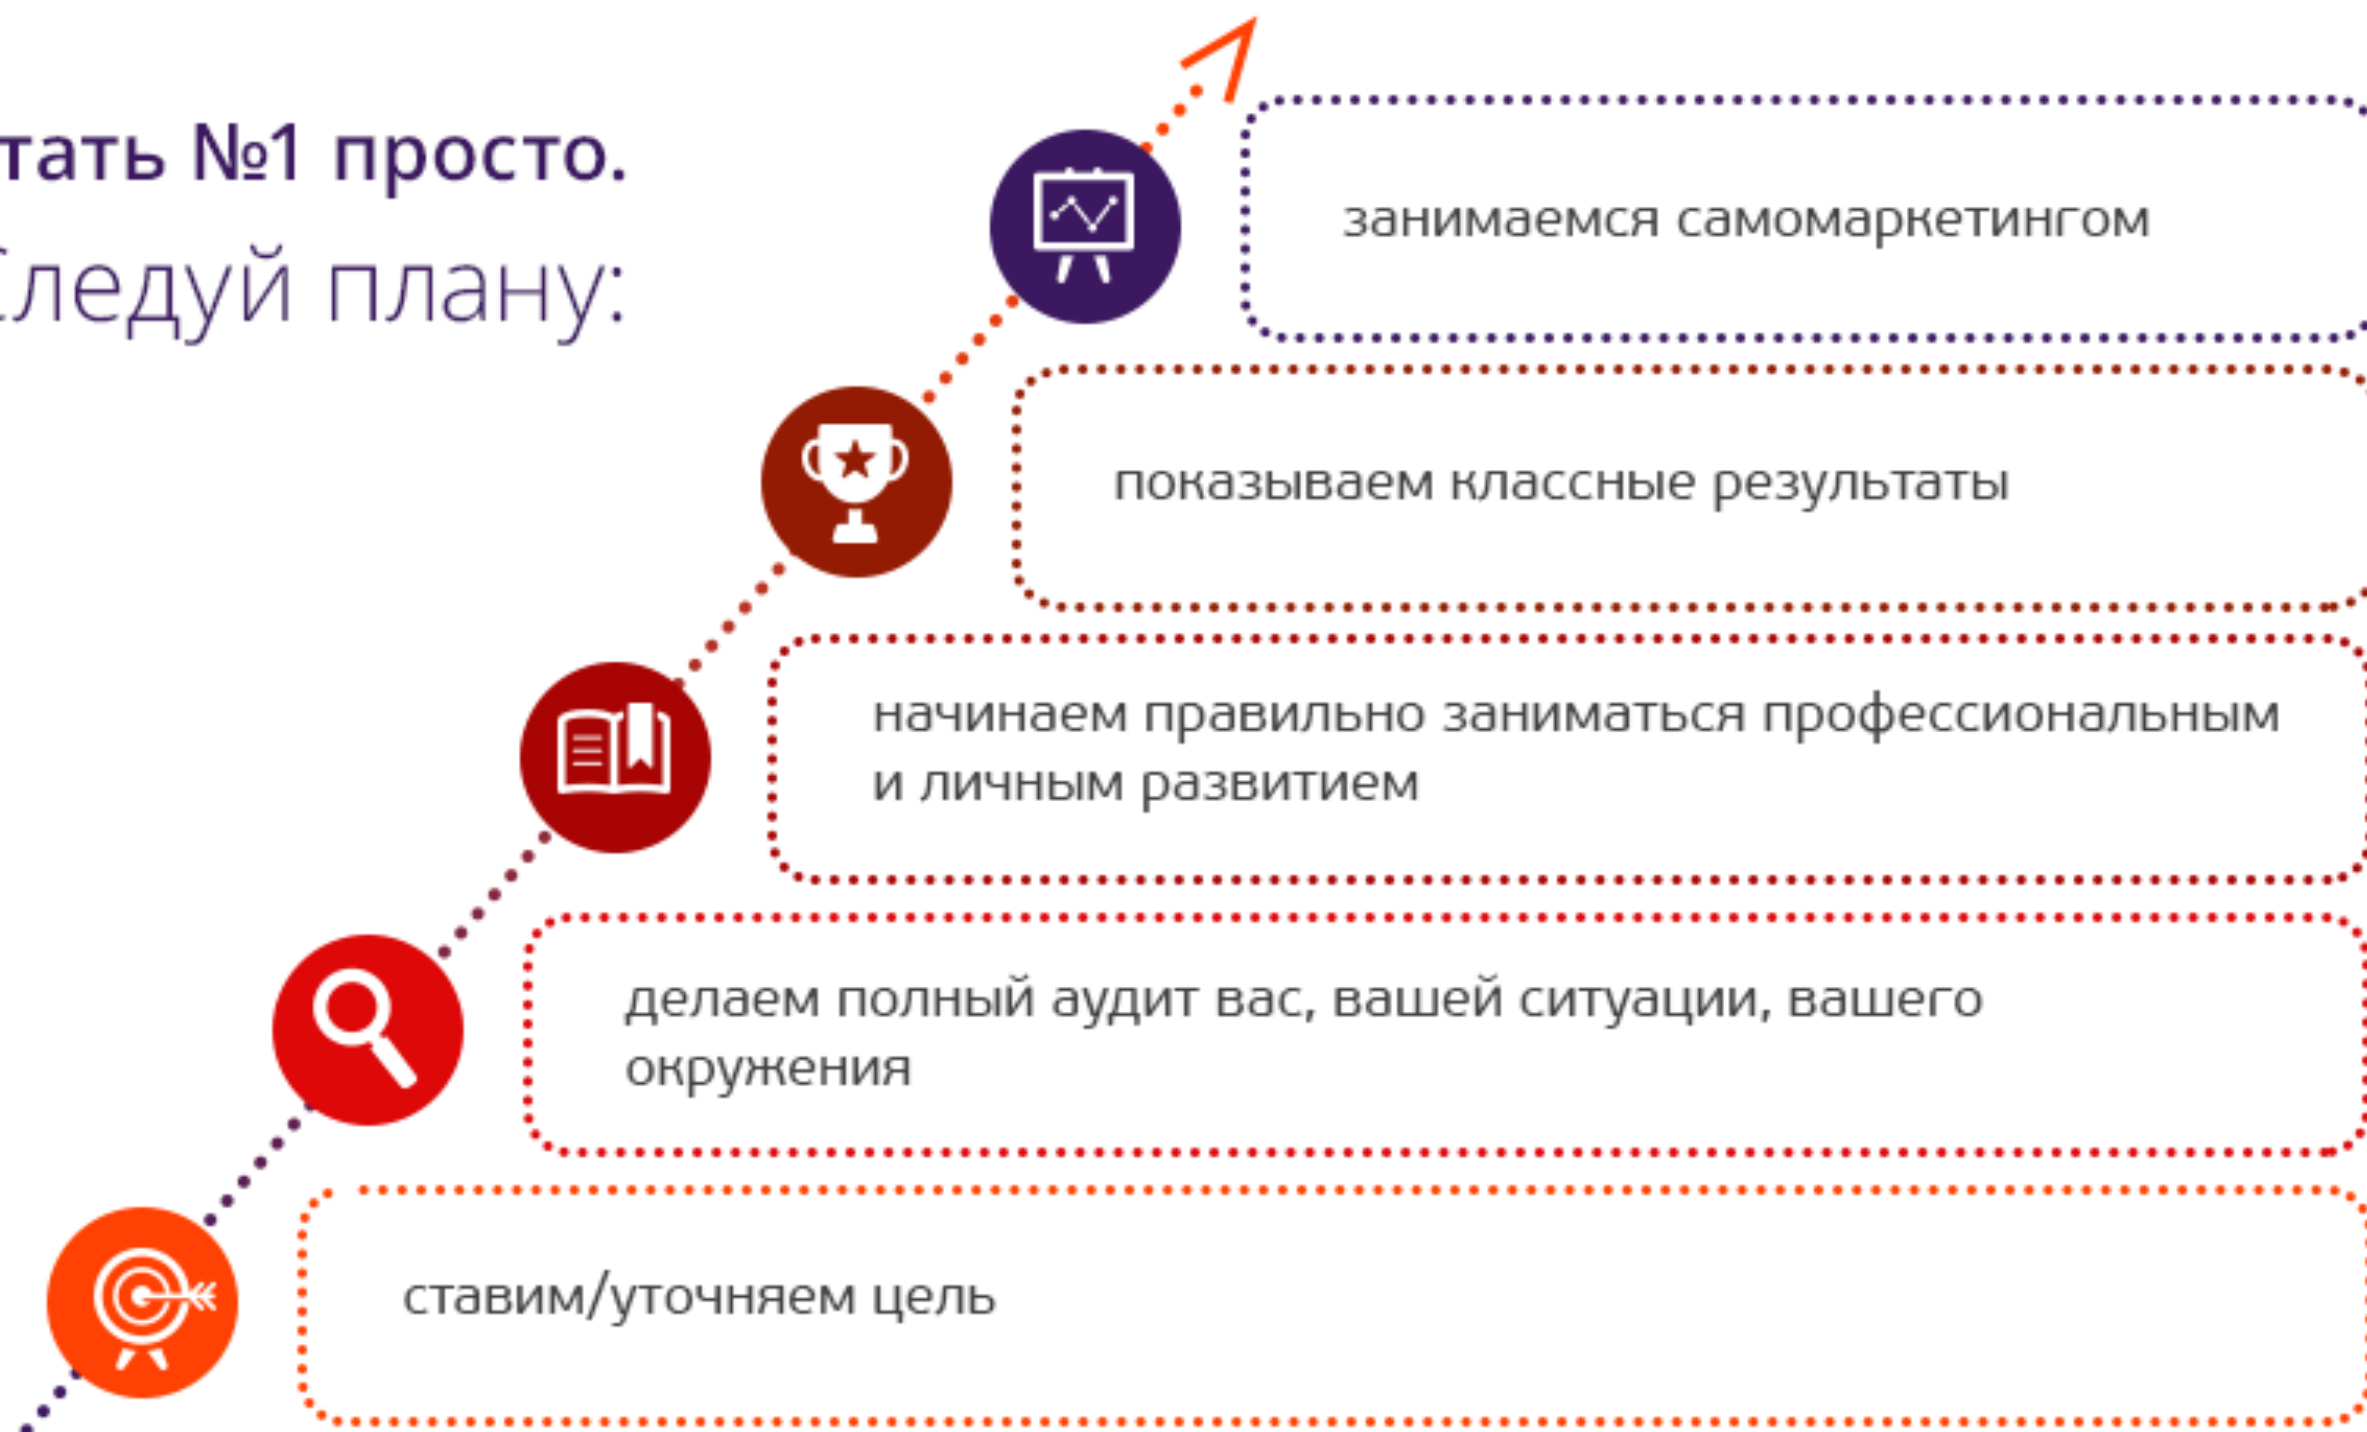 тать №1 просто.
Следуй плану:
занимаемся самомаркетингом
показываем классные результаты
начинаем правильно заниматься профессиональным
и личным развитием
делаем полный аудит вас, вашей ситуации, вашего
окружения
ставим/уточняем цель